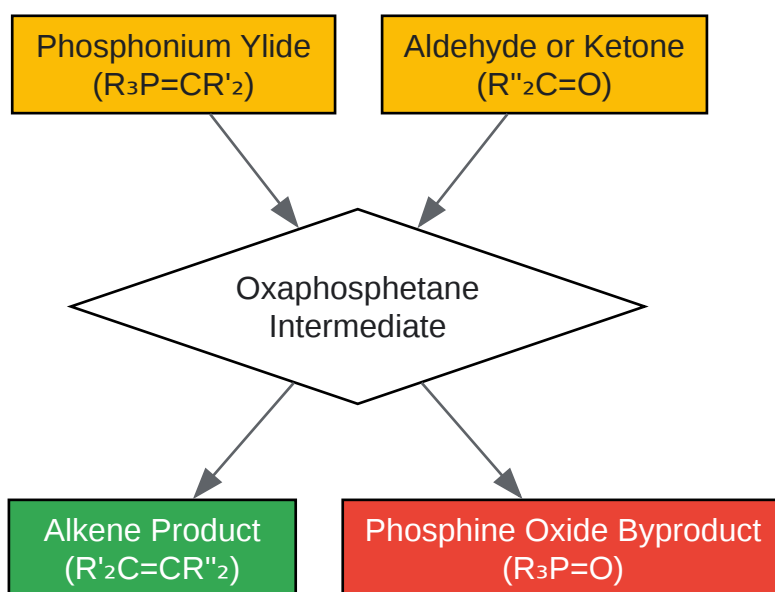 Phosphonium Ylide
(R₃P=CR'₂)
Aldehyde or Ketone
(R"₂C=O)
Oxaphosphetane
Intermediate
Alkene Product
(R'₂C=CR"₂)
Phosphine Oxide Byproduct
(R₃P=O)